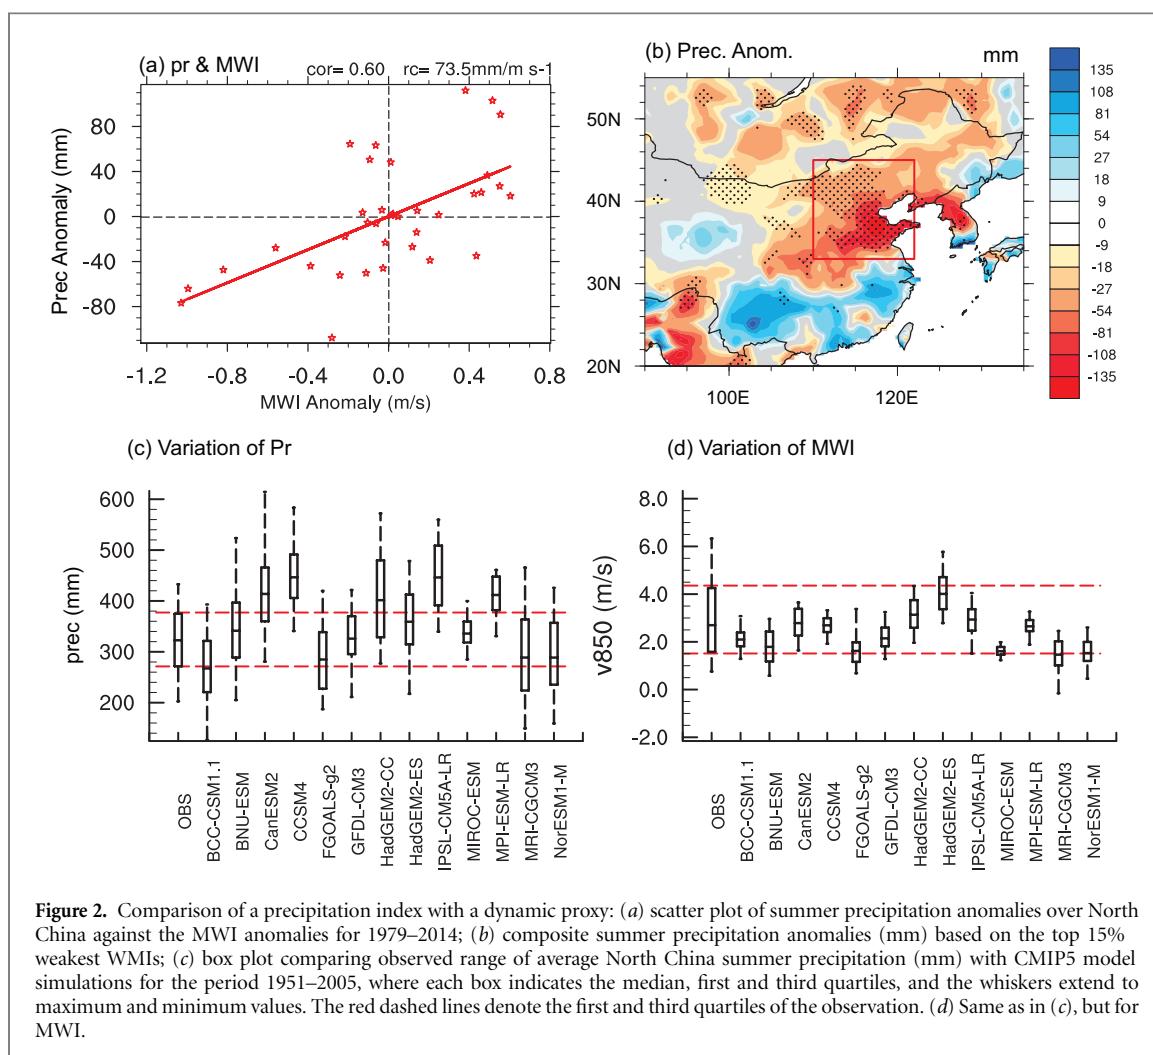 (a) pr & MWI
cor= 0.60 rc= 73.5mm/m s-1
Prec Anomaly (mm)
80
40
0
-40
-80
-1.2 -0.8 -0.4 0.0 0.4 0.8
MWI Anomaly (m/s)
(b) Prec. Anom. mm
50N
40N
30N
20N
100E 120E
135
108
81
54
27
18
9
0
-9
-18
-27
-54
-81
-108
-135
(c) Variation of Pr
prec (mm)
600
500
400
300
200
OBS
BCC-CSM1.1
BNU-ESM
CanESM2
CCSM4
FGOALS-g2
GFDL-CM3
HadGEM2-CC
HadGEM2-ES
IPSL-CM5A-LR
MIROC-ESM
MPI-ESM-LR
MRI-CGCM3
NorESM1-M
(d) Variation of MWI
v850 (m/s)
8.0
6.0
4.0
2.0
0.0
-2.0
OBS
BCC-CSM1.1
BNU-ESM
CanESM2
CCSM4
FGOALS-g2
GFDL-CM3
HadGEM2-CC
HadGEM2-ES
IPSL-CM5A-LR
MIROC-ESM
MPI-ESM-LR
MRI-CGCM3
NorESM1-M
Figure 2. Comparison of a precipitation index with a dynamic proxy: (a) scatter plot of summer precipitation anomalies over North
China against the MWI anomalies for 1979–2014; (b) composite summer precipitation anomalies (mm) based on the top 15%
weakest WMIs; (c) box plot comparing observed range of average North China summer precipitation (mm) with CMIP5 model
simulations for the period 1951–2005, where each box indicates the median, first and third quartiles, and the whiskers extend to
maximum and minimum values. The red dashed lines denote the first and third quartiles of the observation. (d) Same as in (c), but for
MWI.